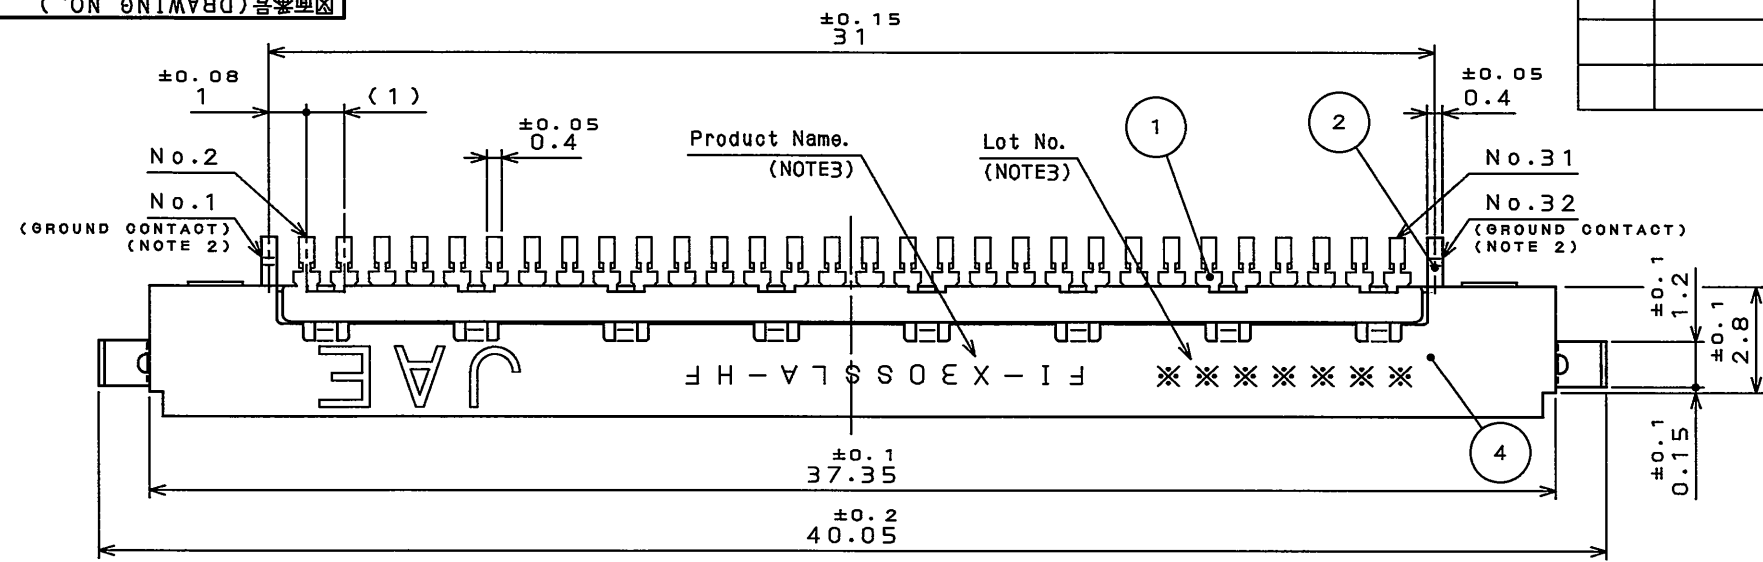 図面番号(DRAWING NO.)
±0.15
31
±0.08
1
(1)
±0.05
0.4
±0.05
0.4
Product Name.
(NOTE3)
Lot No.
(NOTE3)
1
2
No.2
No.1
(GROUND CONTACT)
(NOTE 2)
No.31
No.32
(GROUND CONTACT)
(NOTE 2)
±0.1
1.2
±0.1
2.8
±0.1
0.15
JAE
FI-X30SSLA-HF
※※※※※※※
4
±0.1
37.35
±0.2
40.05